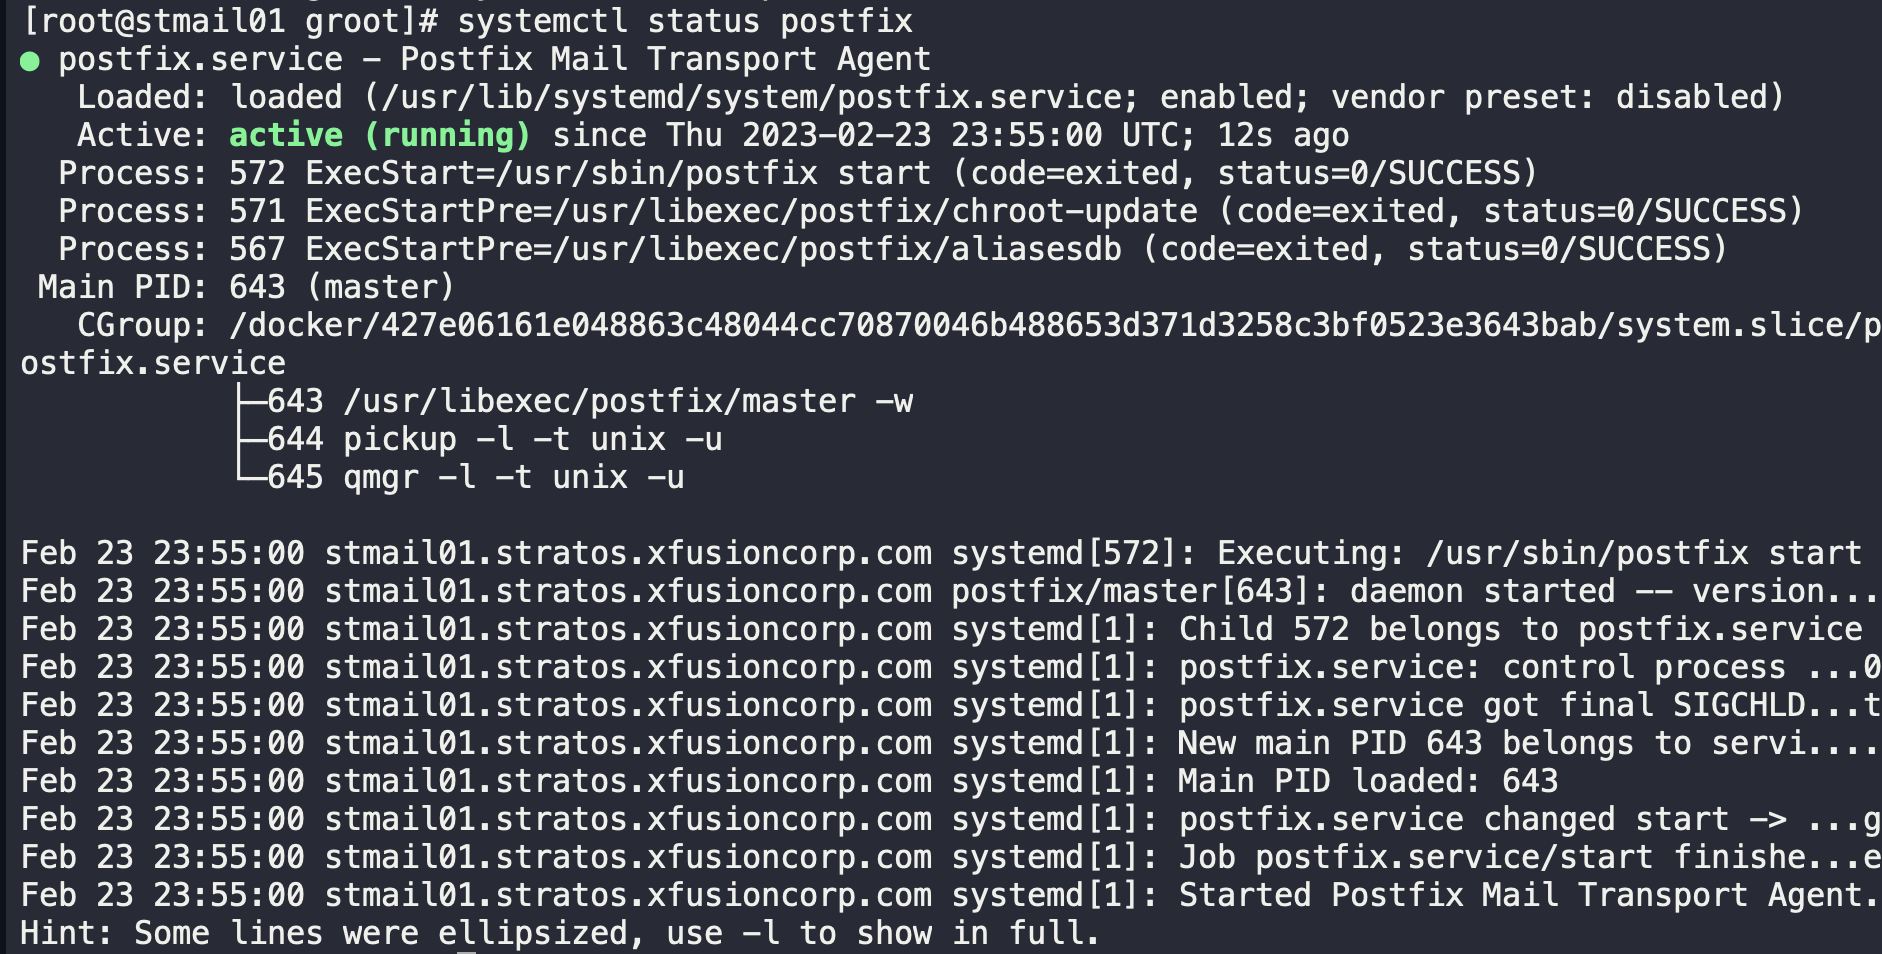 [root@stmail01 groot]# systemctl status postfix
● postfix.service - Postfix Mail Transport Agent
   Loaded: loaded (/usr/lib/systemd/system/postfix.service; enabled; vendor preset: disabled)
   Active: active (running) since Thu 2023-02-23 23:55:00 UTC; 12s ago
  Process: 572 ExecStart=/usr/sbin/postfix start (code=exited, status=0/SUCCESS)
  Process: 571 ExecStartPre=/usr/libexec/postfix/chroot-update (code=exited, status=0/SUCCESS)
  Process: 567 ExecStartPre=/usr/libexec/postfix/aliasesdb (code=exited, status=0/SUCCESS)
 Main PID: 643 (master)
   CGroup: /docker/427e06161e048863c48044cc70870046b488653d371d3258c3bf0523e3643bab/system.slice/p
ostfix.service
           ├─643 /usr/libexec/postfix/master -w
           ├─644 pickup -l -t unix -u
           └─645 qmgr -l -t unix -u

Feb 23 23:55:00 stmail01.stratos.xfusioncorp.com systemd[572]: Executing: /usr/sbin/postfix start
Feb 23 23:55:00 stmail01.stratos.xfusioncorp.com postfix/master[643]: daemon started -- version...
Feb 23 23:55:00 stmail01.stratos.xfusioncorp.com systemd[1]: Child 572 belongs to postfix.service
Feb 23 23:55:00 stmail01.stratos.xfusioncorp.com systemd[1]: postfix.service: control process ...0
Feb 23 23:55:00 stmail01.stratos.xfusioncorp.com systemd[1]: postfix.service got final SIGCHLD...t
Feb 23 23:55:00 stmail01.stratos.xfusioncorp.com systemd[1]: New main PID 643 belongs to servi....
Feb 23 23:55:00 stmail01.stratos.xfusioncorp.com systemd[1]: Main PID loaded: 643
Feb 23 23:55:00 stmail01.stratos.xfusioncorp.com systemd[1]: postfix.service changed start -> ...g
Feb 23 23:55:00 stmail01.stratos.xfusioncorp.com systemd[1]: Job postfix.service/start finishe...e
Feb 23 23:55:00 stmail01.stratos.xfusioncorp.com systemd[1]: Started Postfix Mail Transport Agent.
Hint: Some lines were ellipsized, use -l to show in full.